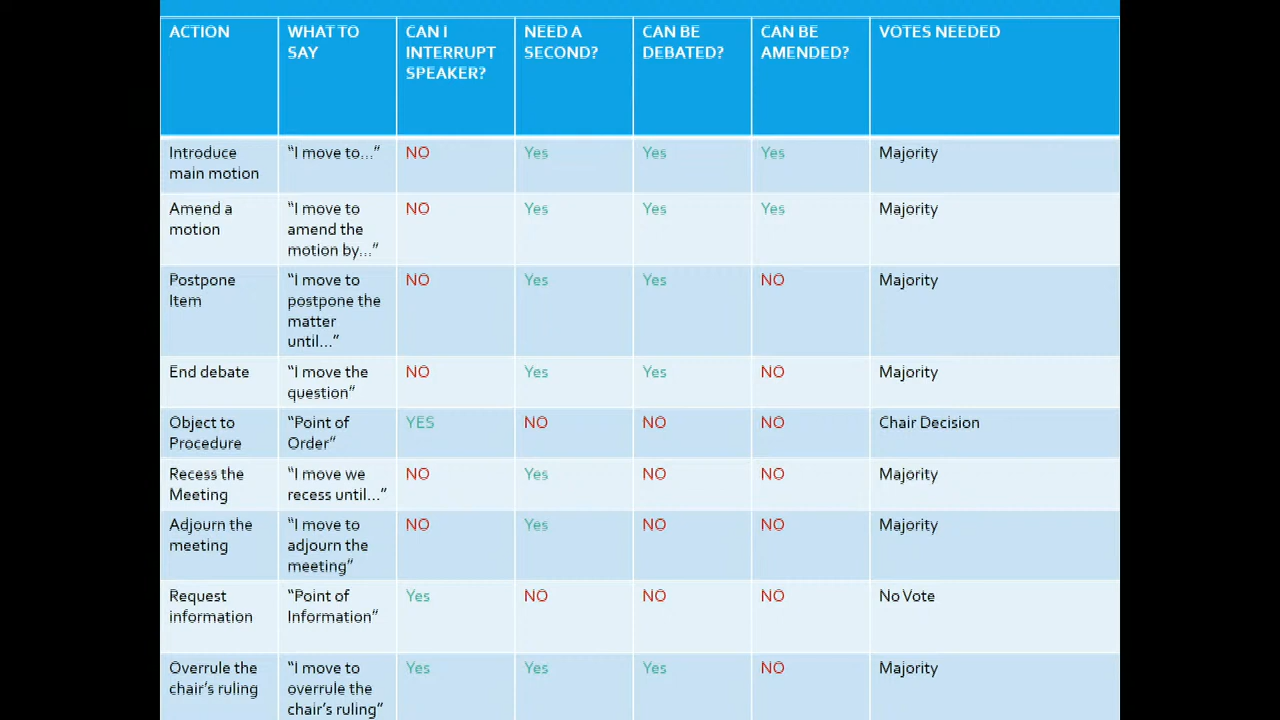 ACTION WHAT TO SAY CAN I INTERRUPT SPEAKER? NEED A SECOND? CAN BE DEBATED? CAN BE AMENDED? VOTES NEEDED
Introduce main motion “I move to...” NO Yes Yes Yes Majority
Amend a motion “I move to amend the motion by...” NO Yes Yes Yes Majority
Postpone Item “I move to postpone the matter until...” NO Yes Yes NO Majority
End debate “I move the question” NO Yes Yes NO Majority
Object to Procedure “Point of Order” YES NO NO NO Chair Decision
Recess the Meeting “I move we recess until...” NO Yes NO NO Majority
Adjourn the meeting “I move to adjourn the meeting” NO Yes NO NO Majority
Request information “Point of Information” Yes NO NO NO No Vote
Overrule the chair’s ruling “I move to overrule the chair’s ruling” Yes Yes Yes NO Majority